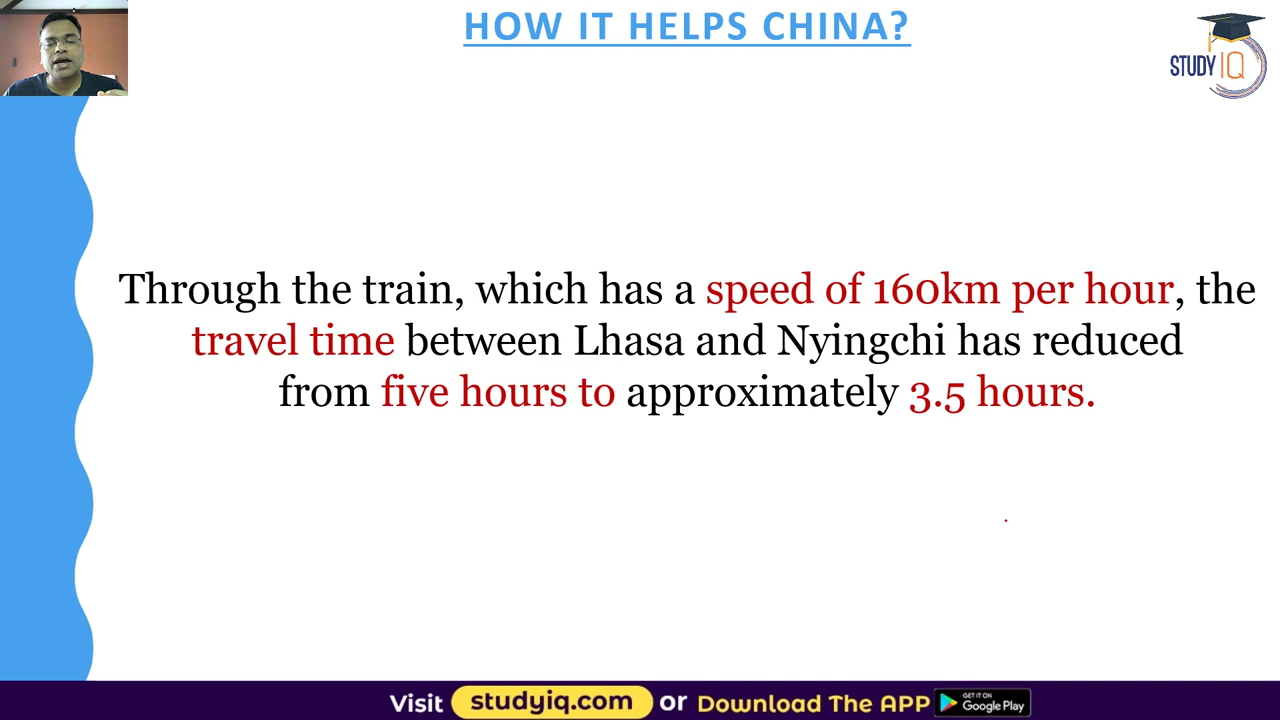 HOW IT HELPS CHINA?
STUDY IQ
Through the train, which has a speed of 160km per hour, the
travel time between Lhasa and Nyingchi has reduced
from five hours to approximately 3.5 hours.
Visit studyiq.com or Download The APP GET IT ON Google Play